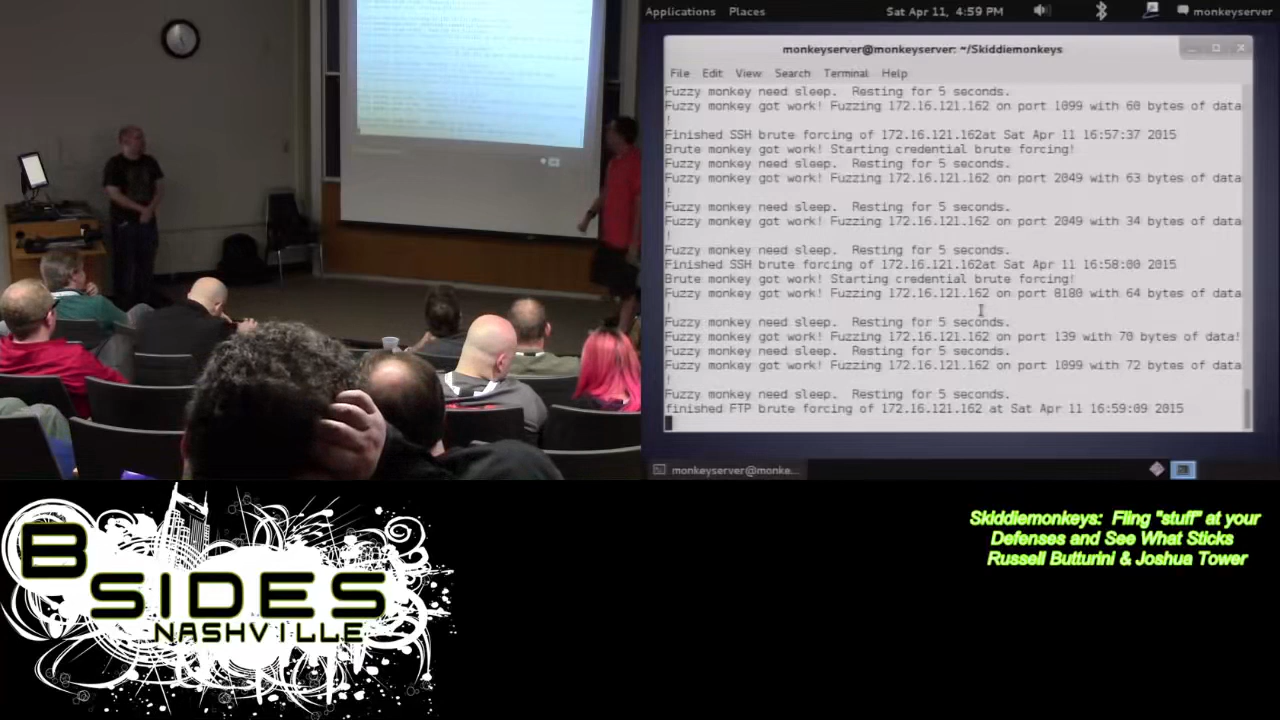 Applications Places Sat Apr 11, 4:59 PM monkeyserver
monkeyserver@monkeyserver: ~/Skiddiemonkeys
File Edit View Search Terminal Help
Fuzzy monkey need sleep.  Resting for 5 seconds.
Fuzzy monkey got work! Fuzzing 172.16.121.162 on port 1099 with 60 bytes of data
!
Finished SSH brute forcing of 172.16.121.162at Sat Apr 11 16:57:37 2015
Brute monkey got work! Starting credential brute forcing!
Fuzzy monkey need sleep.  Resting for 5 seconds.
Fuzzy monkey got work! Fuzzing 172.16.121.162 on port 2049 with 63 bytes of data
!
Fuzzy monkey need sleep.  Resting for 5 seconds.
Fuzzy monkey got work! Fuzzing 172.16.121.162 on port 2049 with 34 bytes of data
!
Fuzzy monkey need sleep.  Resting for 5 seconds.
Finished SSH brute forcing of 172.16.121.162at Sat Apr 11 16:58:00 2015
Brute monkey got work! Starting credential brute forcing!
Fuzzy monkey got work! Fuzzing 172.16.121.162 on port 8180 with 64 bytes of data
!
Fuzzy monkey need sleep.  Resting for 5 seconds.
Fuzzy monkey got work! Fuzzing 172.16.121.162 on port 139 with 70 bytes of data!
Fuzzy monkey need sleep.  Resting for 5 seconds.
Fuzzy monkey got work! Fuzzing 172.16.121.162 on port 1099 with 72 bytes of data
!
Fuzzy monkey need sleep.  Resting for 5 seconds.
finished FTP brute forcing of 172.16.121.162 at Sat Apr 11 16:59:09 2015
monkeyserver@monke...
B
SIDES
NASHVILLE
Skiddiemonkeys:  Fling "stuff" at your
Defenses and See What Sticks
Russell Butturini & Joshua Tower